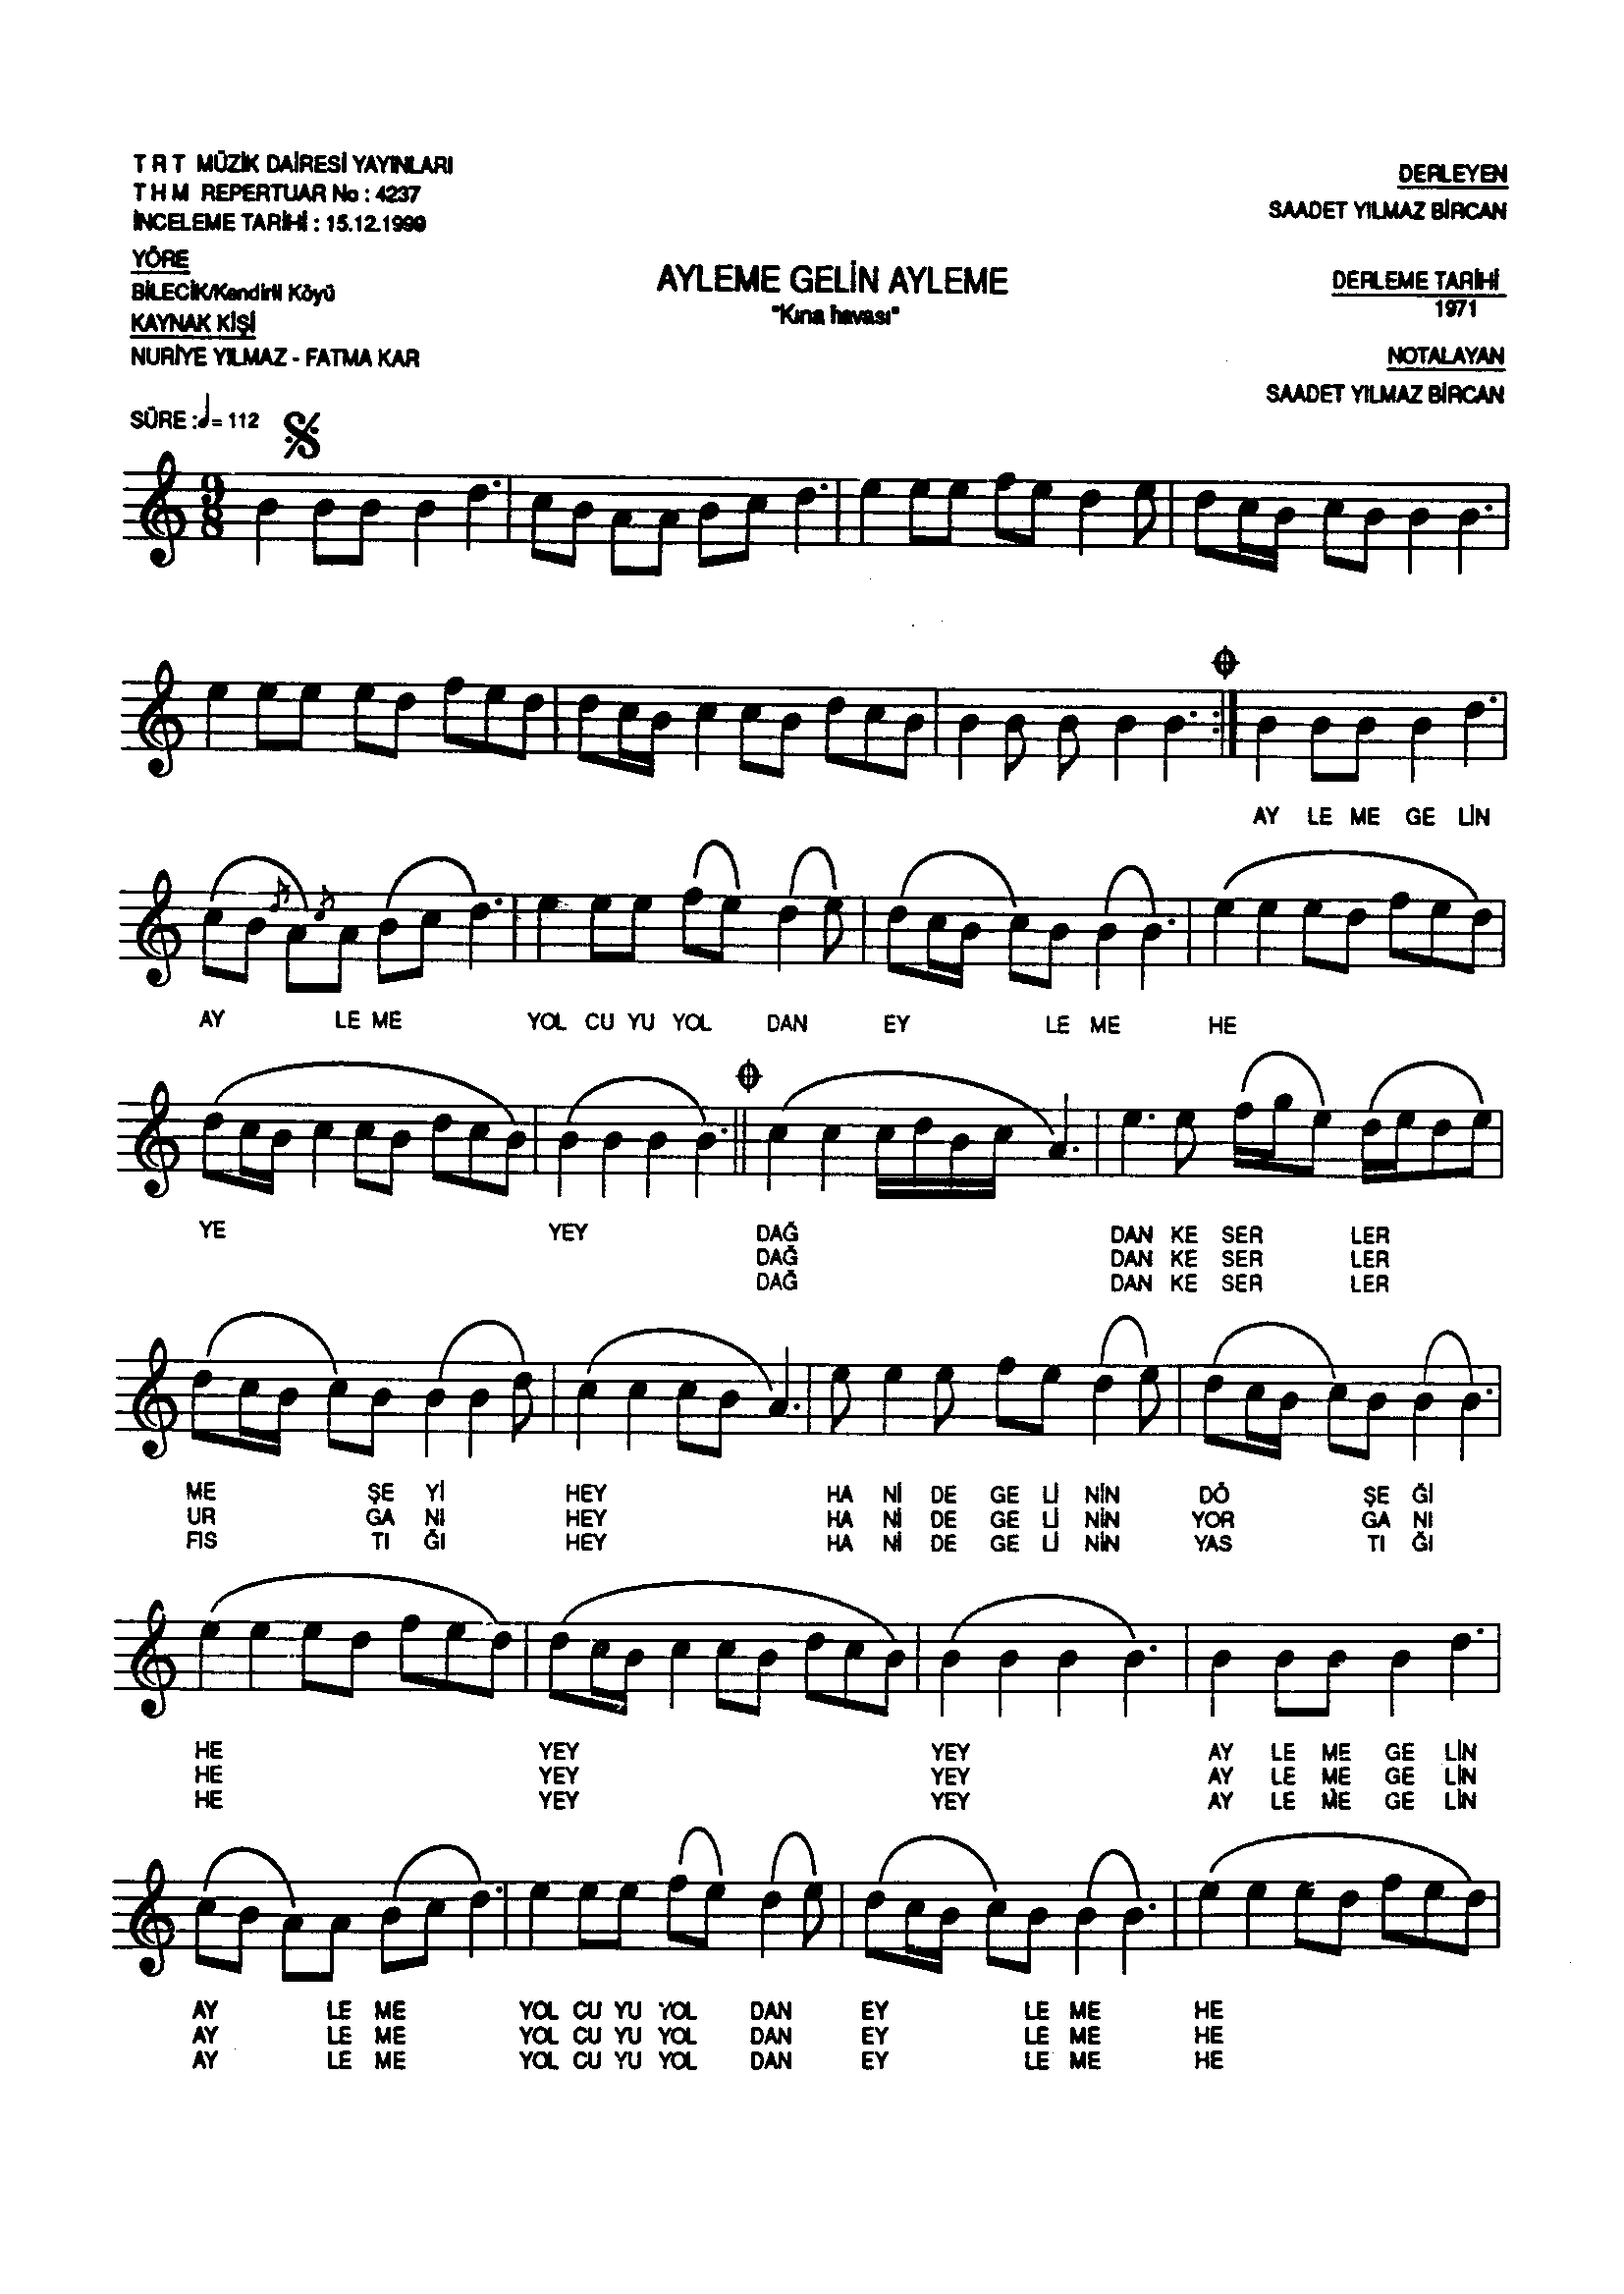 T R T MÜZİK DAİRESİ YAYINLARI
T H M REPERTUAR No : 4237
İNCELEME TARİHİ : 15.12.1999
YÖRE
BİLECİK/Kendirli Köyü
KAYNAK KİŞİ
NURİYE YILMAZ - FATMA KAR
SÜRE : = 112
AYLEME GELİN AYLEME
"Kına havası"
DERLEYEN
SAADET YILMAZ BİRCAN
DERLEME TARİHİ
1971
NOTALAYAN
SAADET YILMAZ BİRCAN
9
8
AY LE ME GE LİN
AY LE ME YOL CU YU YOL DAN EY LE ME HE
YE YEY DAĞ DAN KE SER LER
DAĞ DAN KE SER LER
DAĞ DAN KE SER LER
ME ŞE Yİ HEY HA Nİ DE GE Lİ NİN DÖ ŞE Ğİ
UR GA NI HEY HA Nİ DE GE Lİ NİN YOR GA NI
FIS TI ĞI HEY HA Nİ DE GE Lİ NİN YAS TI ĞI
HE YEY YEY AY LE ME GE LİN
HE YEY YEY AY LE ME GE LİN
HE YEY YEY AY LE ME GE LİN
AY LE ME YOL CU YU YOL DAN EY LE ME HE
AY LE ME YOL CU YU YOL DAN EY LE ME HE
AY LE ME YOL CU YU YOL DAN EY LE ME HE